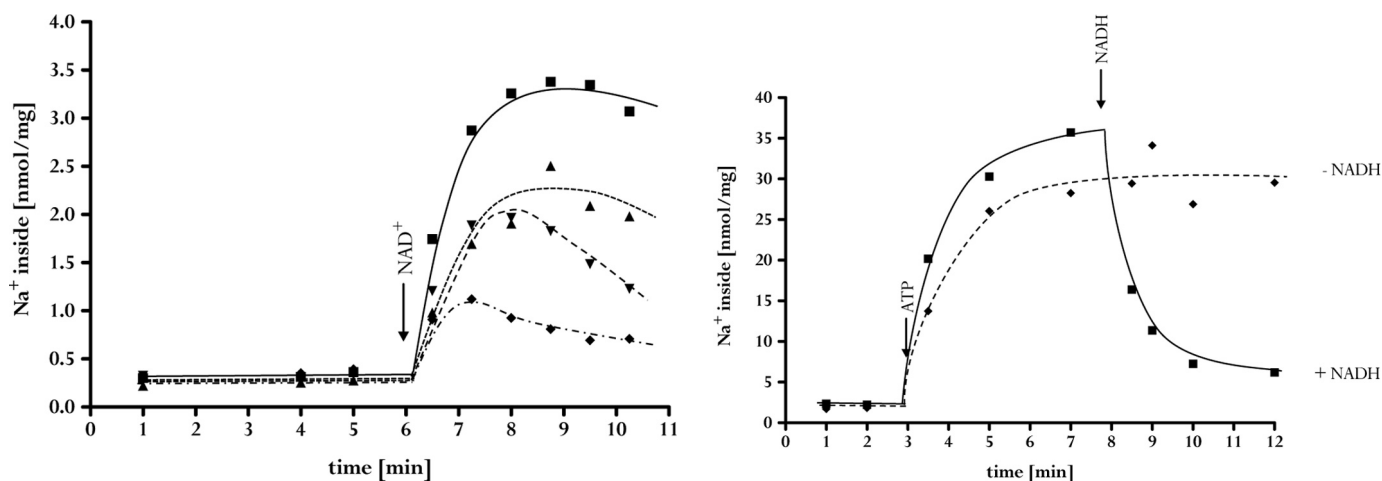 4.0
3.5
3.0
2.5
2.0
1.5
1.0
0.5
0.0
Na+ inside [nmol/mg]
NAD+
0 1 2 3 4 5 6 7 8 9 10 11
time [min]
NADH
40
35
30
25
20
15
10
5
0
Na+ inside [nmol/mg]
ATP
- NADH
+ NADH
0 1 2 3 4 5 6 7 8 9 10 11 12
time [min]